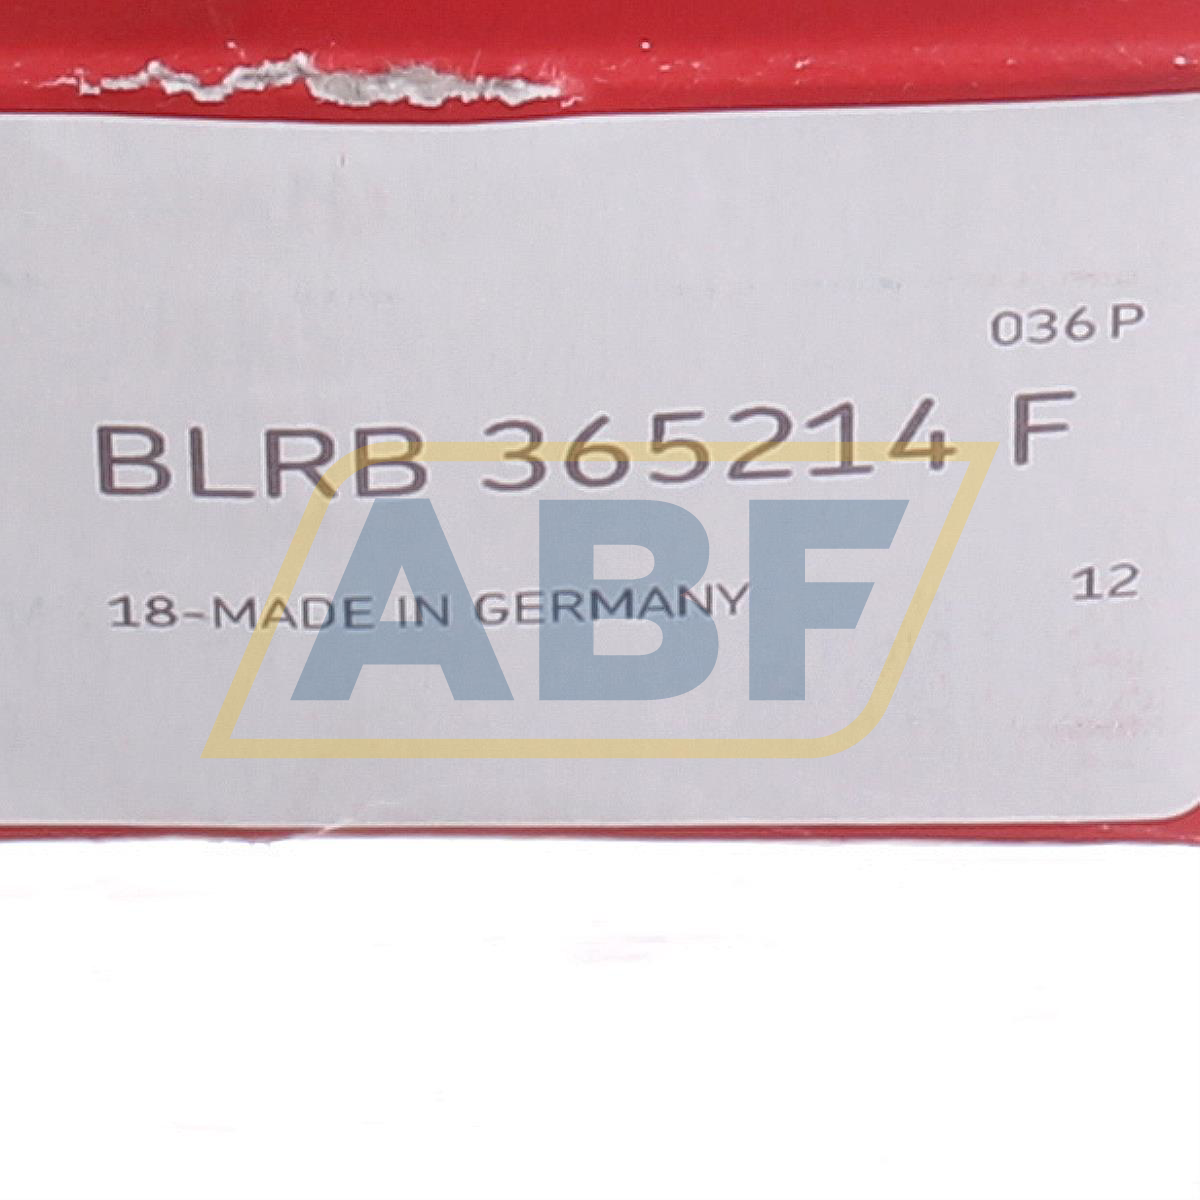 036 P
BLRB 365214 F
18-MADE IN GERMANY
12
ABF